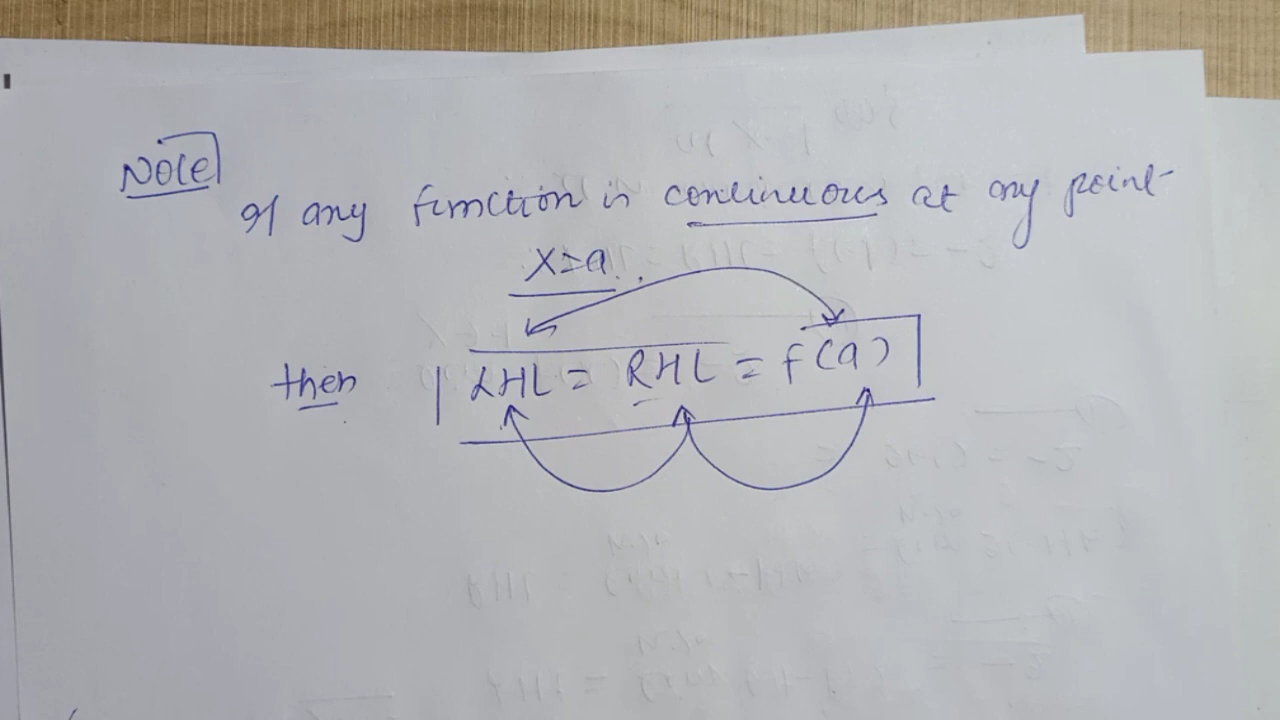 Note
If any function is continuous at any point
x=a
then LHL = RHL = f(a)